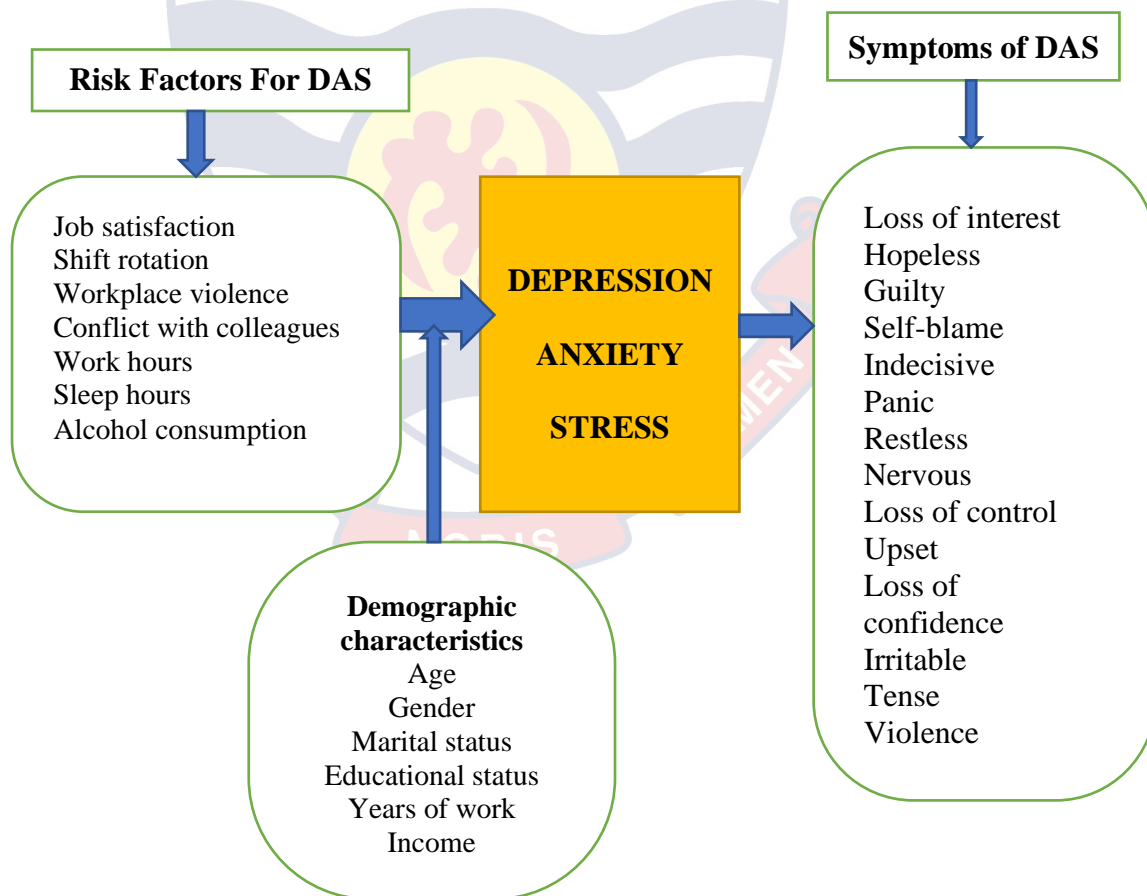 Risk Factors For DAS
Job satisfaction
Shift rotation
Workplace violence
Conflict with colleagues
Work hours
Sleep hours
Alcohol consumption
Demographic
characteristics
Age
Gender
Marital status
Educational status
Years of work
Income
DEPRESSION
ANXIETY
STRESS
Symptoms of DAS
Loss of interest
Hopeless
Guilty
Self-blame
Indecisive
Panic
Restless
Nervous
Loss of control
Upset
Loss of
confidence
Irritable
Tense
Violence